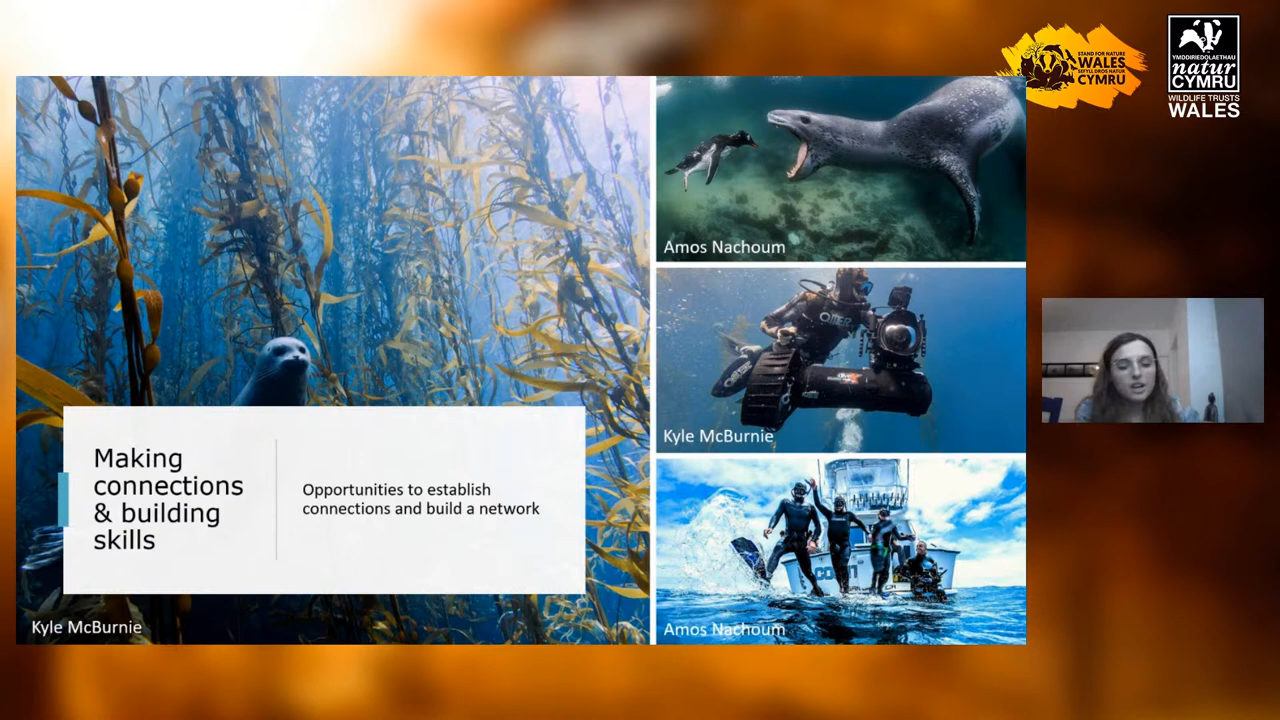 STAND FOR NATURE
WALES
SEFYLL DROS NATUR
CYMRU
YMDDIRIEDOLAETHAU
natur
CYMRU
WILDLIFE TRUSTS
WALES
Amos Nachoum
Kyle McBurnie
Making
connections
& building
skills
Opportunities to establish
connections and build a network
Kyle McBurnie
Amos Nachoum